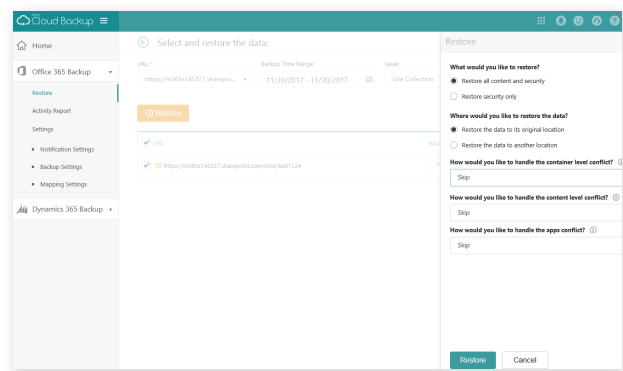 Cloud Backup
Home
Office 365 Backup
Restore
Activity Report
Settings
Notification Settings
Backup Settings
Mapping Settings
Dynamics 365 Backup
Select and restore the data:
URL: *
Backup Time Range:
Level:
https://m365x145327.sharepoi...
11/30/2017 - 11/30/2017
Site Collection
Restore
URL
https://m365x145327.sharepoint.com/sites/test1124
Restore
What would you like to restore?
Restore all content and security
Restore security only
Where would you like to restore the data?
Restore the data to its original location
Restore the data to another location
How would you like to handle the container level conflict?
Skip
How would you like to handle the content level conflict?
Skip
How would you like to handle the apps conflict?
Skip
Restore
Cancel